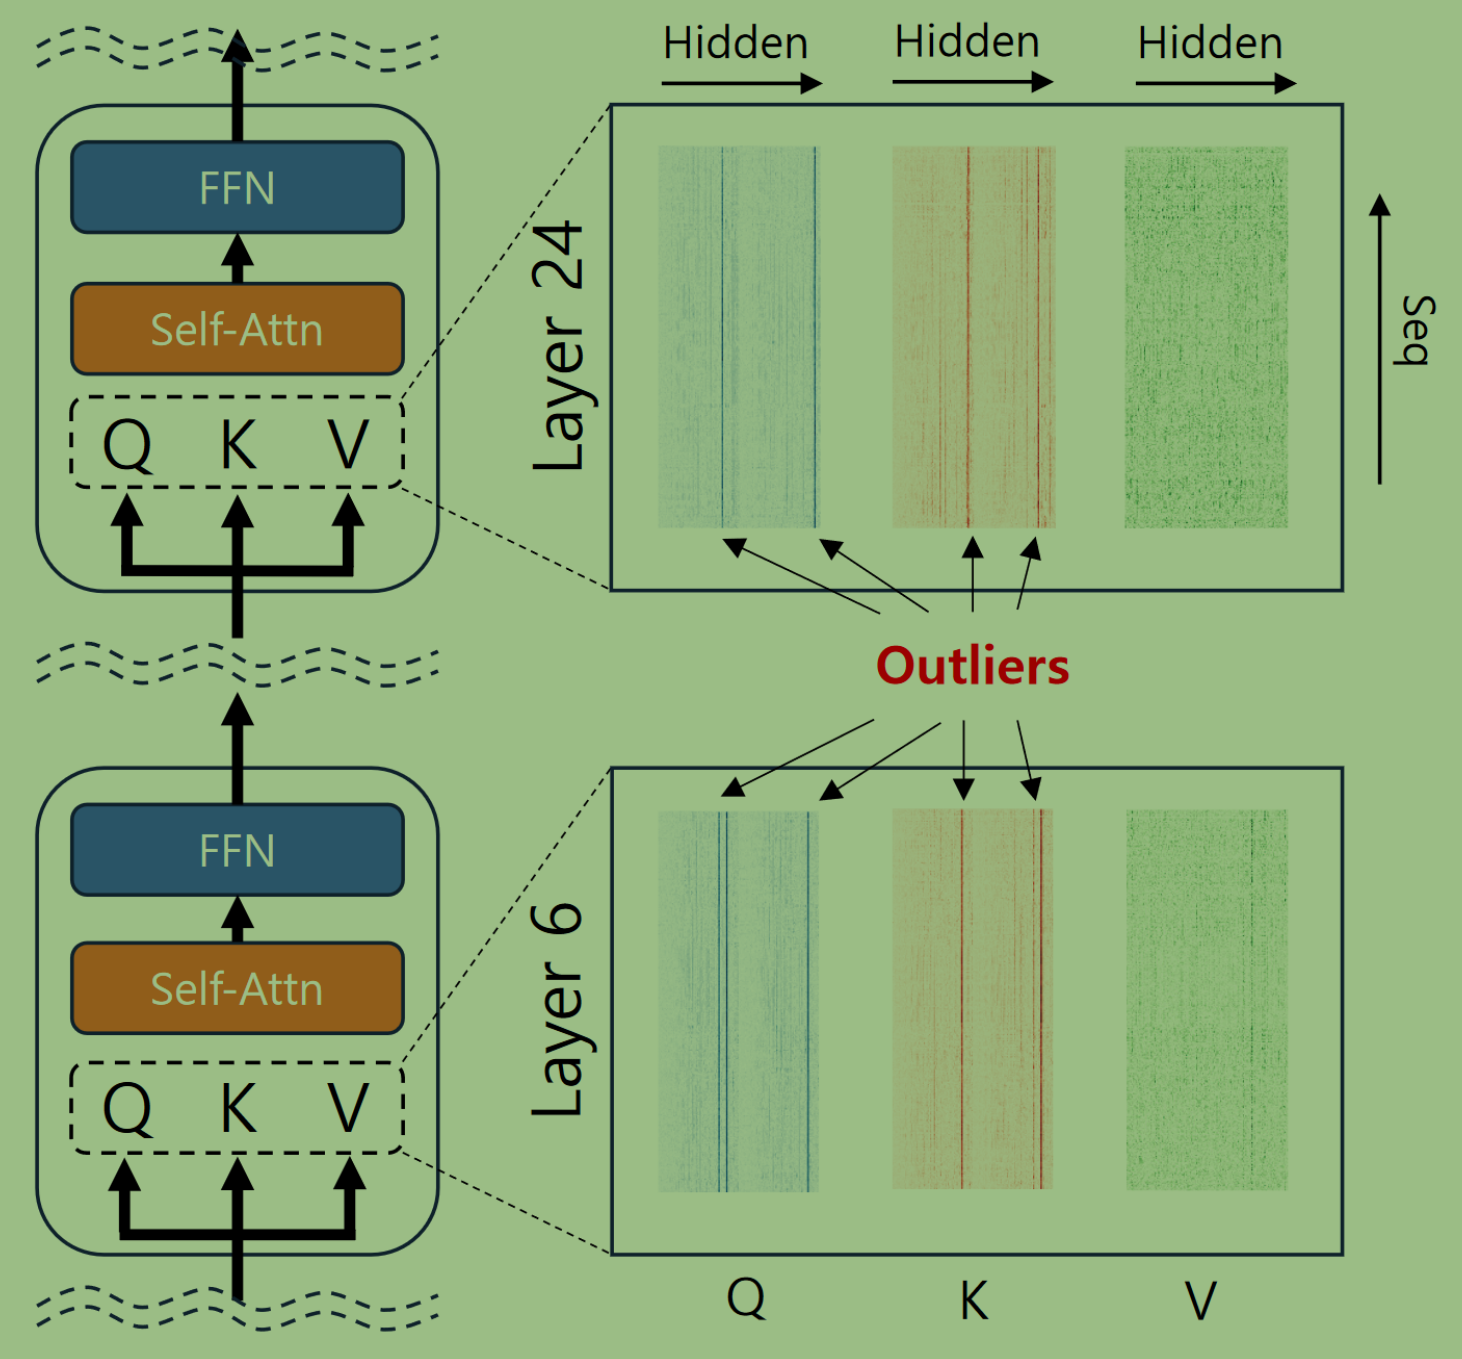 Hidden
Hidden
Hidden
FFN
Self-Attn
Q K V
Layer 24
Seq
Outliers
FFN
Self-Attn
Q K V
Layer 6
Q
K
V